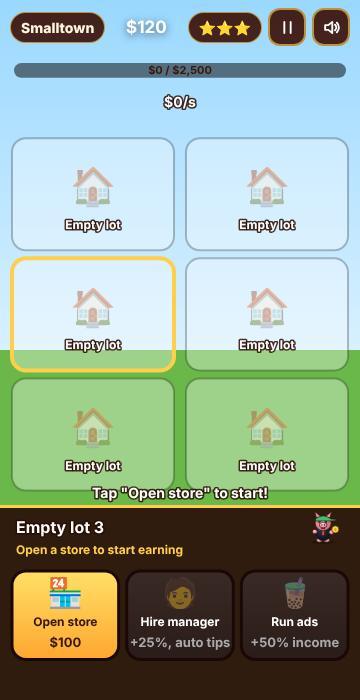 Smalltown $120
$0 / $2,500
$0/s
Empty lot Empty lot
Empty lot Empty lot
Empty lot Empty lot
Tap "Open store" to start!
Empty lot 3
Open a store to start earning
24
Open store Hire manager Run ads
$100 +25%, auto tips +50% income